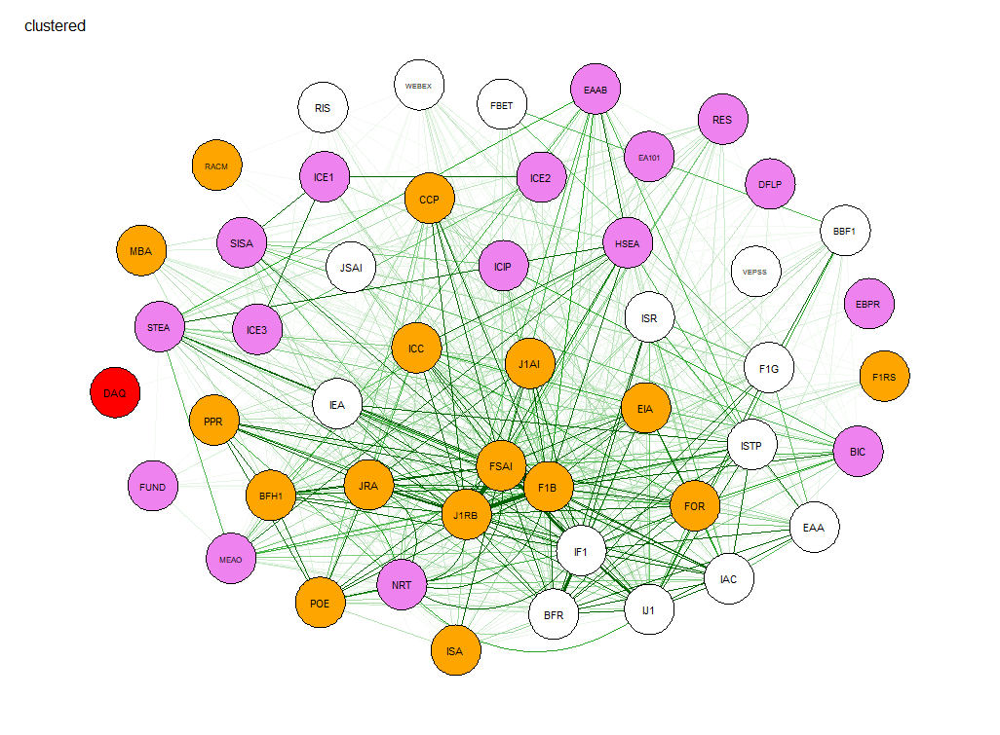 clustered
WEBEX
EAAB
RIS
FBET
RES
EA101
RACM
ICE1
ICE2
DFLP
CCP
BBF1
SISA
HSEA
MBA
JSAI
ICIP
VEPSS
EBPR
ISR
STEA
ICE3
ICC
J1AI
F1G
F1RS
DAQ
IEA
EIA
PPR
ISTP
BIC
FSAI
FUND
JRA
F1B
BFH1
FOR
J1RB
EAA
IF1
MEAO
IAC
NRT
POE
BFR
IJ1
ISA